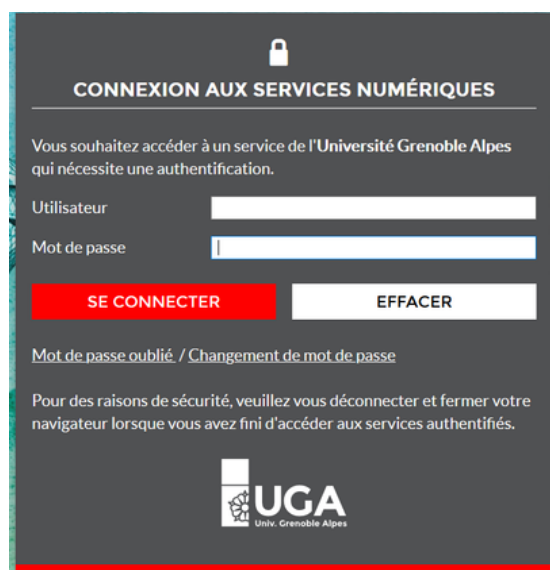 CONNEXION AUX SERVICES NUMÉRIQUES
Vous souhaitez accéder à un service de l'Université Grenoble Alpes
qui nécessite une authentification.
Utilisateur
Mot de passe
SE CONNECTER EFFACER
Mot de passe oublié / Changement de mot de passe
Pour des raisons de sécurité, veuillez vous déconnecter et fermer votre
navigateur lorsque vous avez fini d'accéder aux services authentifiés.
UGA
Univ. Grenoble Alpes